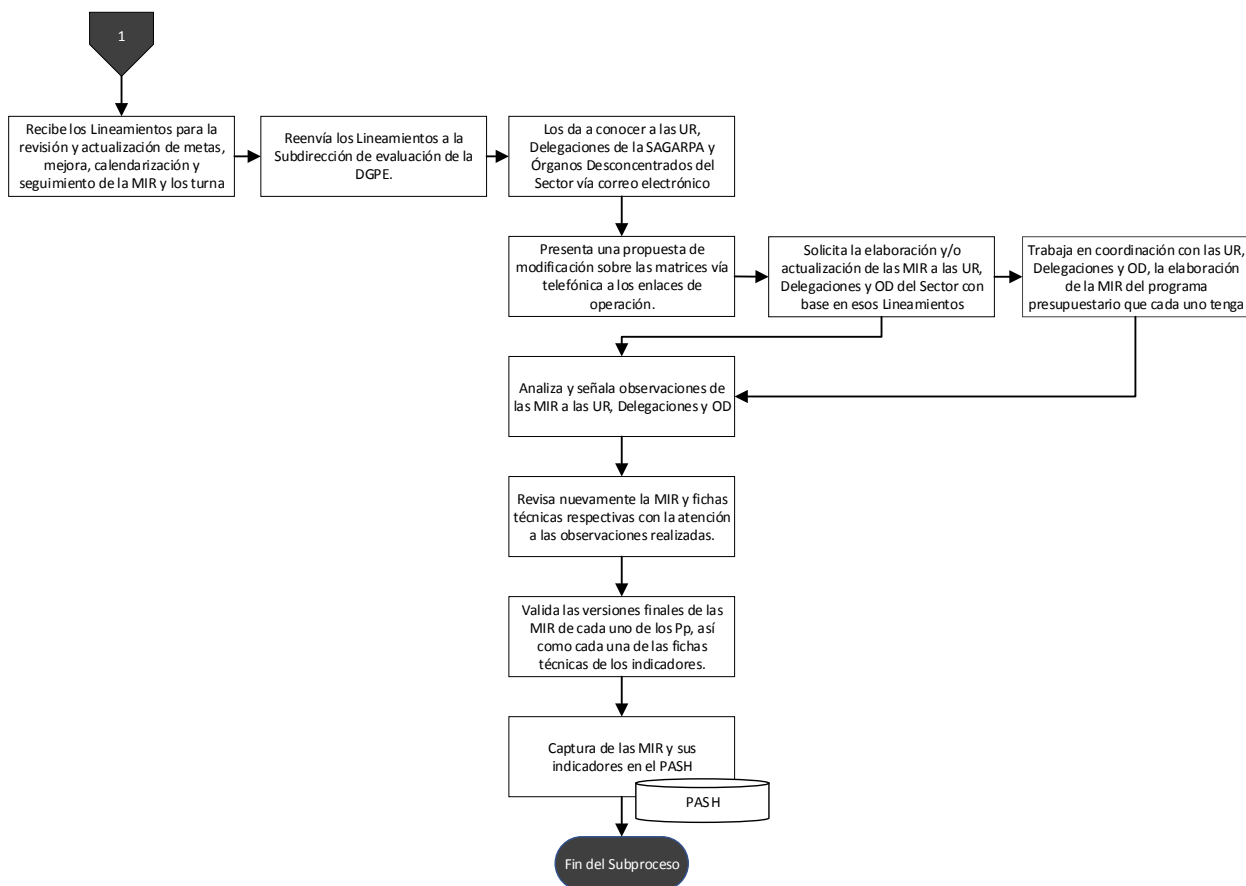 1
Recibe los Lineamientos para la
revisión y actualización de metas,
mejora, calendarización y
seguimiento de la MIR y los turna
Reenvía los Lineamientos a la
Subdirección de evaluación de la
DGPE.
Los da a conocer a las UR,
Delegaciones de la SAGARPA y
Órganos Desconcentrados del
Sector vía correo electrónico
Presenta una propuesta de
modificación sobre las matrices vía
telefónica a los enlaces de
operación.
Solicita la elaboración y/o
actualización de las MIR a las UR,
Delegaciones y OD del Sector con
base en esos Lineamientos
Trabaja en coordinación con las UR,
Delegaciones y OD, la elaboración
de la MIR del programa
presupuestario que cada uno tenga
Analiza y señala observaciones de
las MIR a las UR, Delegaciones y OD
Revisa nuevamente la MIR y fichas
técnicas respectivas con la atención
a las observaciones realizadas.
Valida las versiones finales de las
MIR de cada uno de los Pp, así
como cada una de las fichas
técnicas de los indicadores.
Captura de las MIR y sus
indicadores en el PASH
PASH
Fin del Subproceso